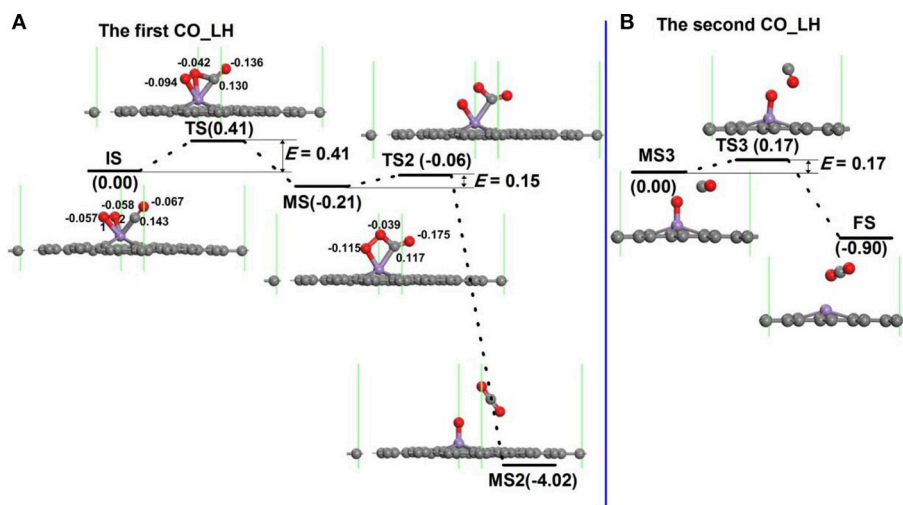 A
The first CO_LH
-0.042
-0.136
-0.094
0.130
TS(0.41)
IS
(0.00)
E = 0.41
-0.058
-0.067
-0.057
1
2
0.143
MS(-0.21)
TS2 (-0.06)
E = 0.15
-0.039
-0.175
-0.115
0.117
MS2(-4.02)
B
The second CO_LH
MS3
(0.00)
TS3 (0.17)
E = 0.17
FS
(-0.90)